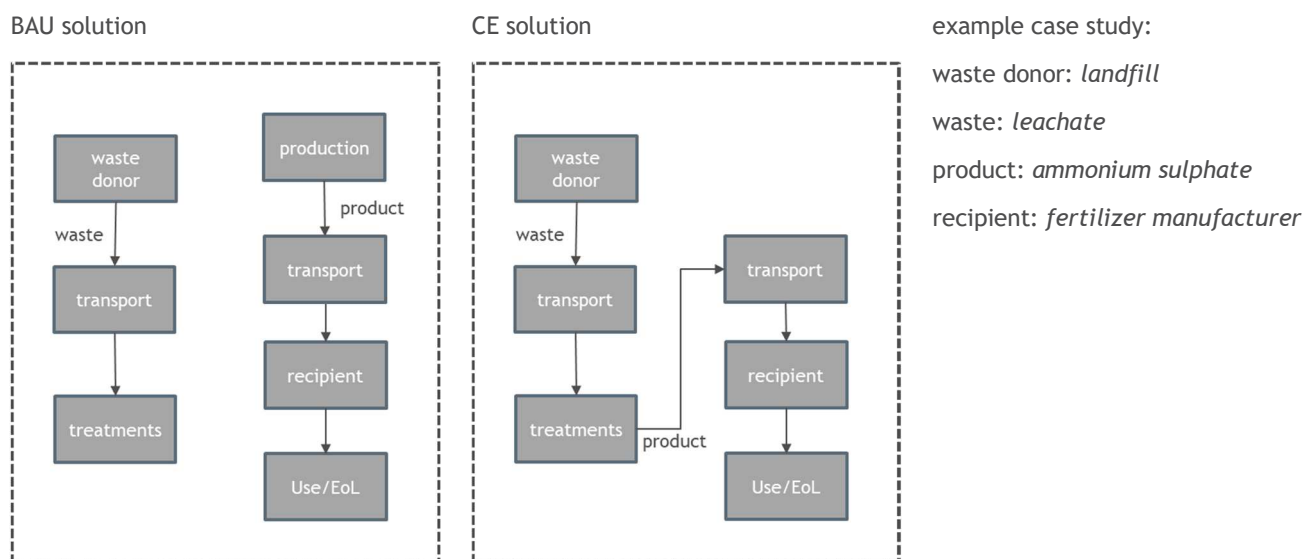 BAU solution
waste
donor
waste
transport
treatments
production
product
transport
recipient
Use/EoL
CE solution
waste
donor
waste
transport
treatments
product
transport
recipient
Use/EoL
example case study:
waste donor: landfill
waste: leachate
product: ammonium sulphate
recipient: fertilizer manufacturer